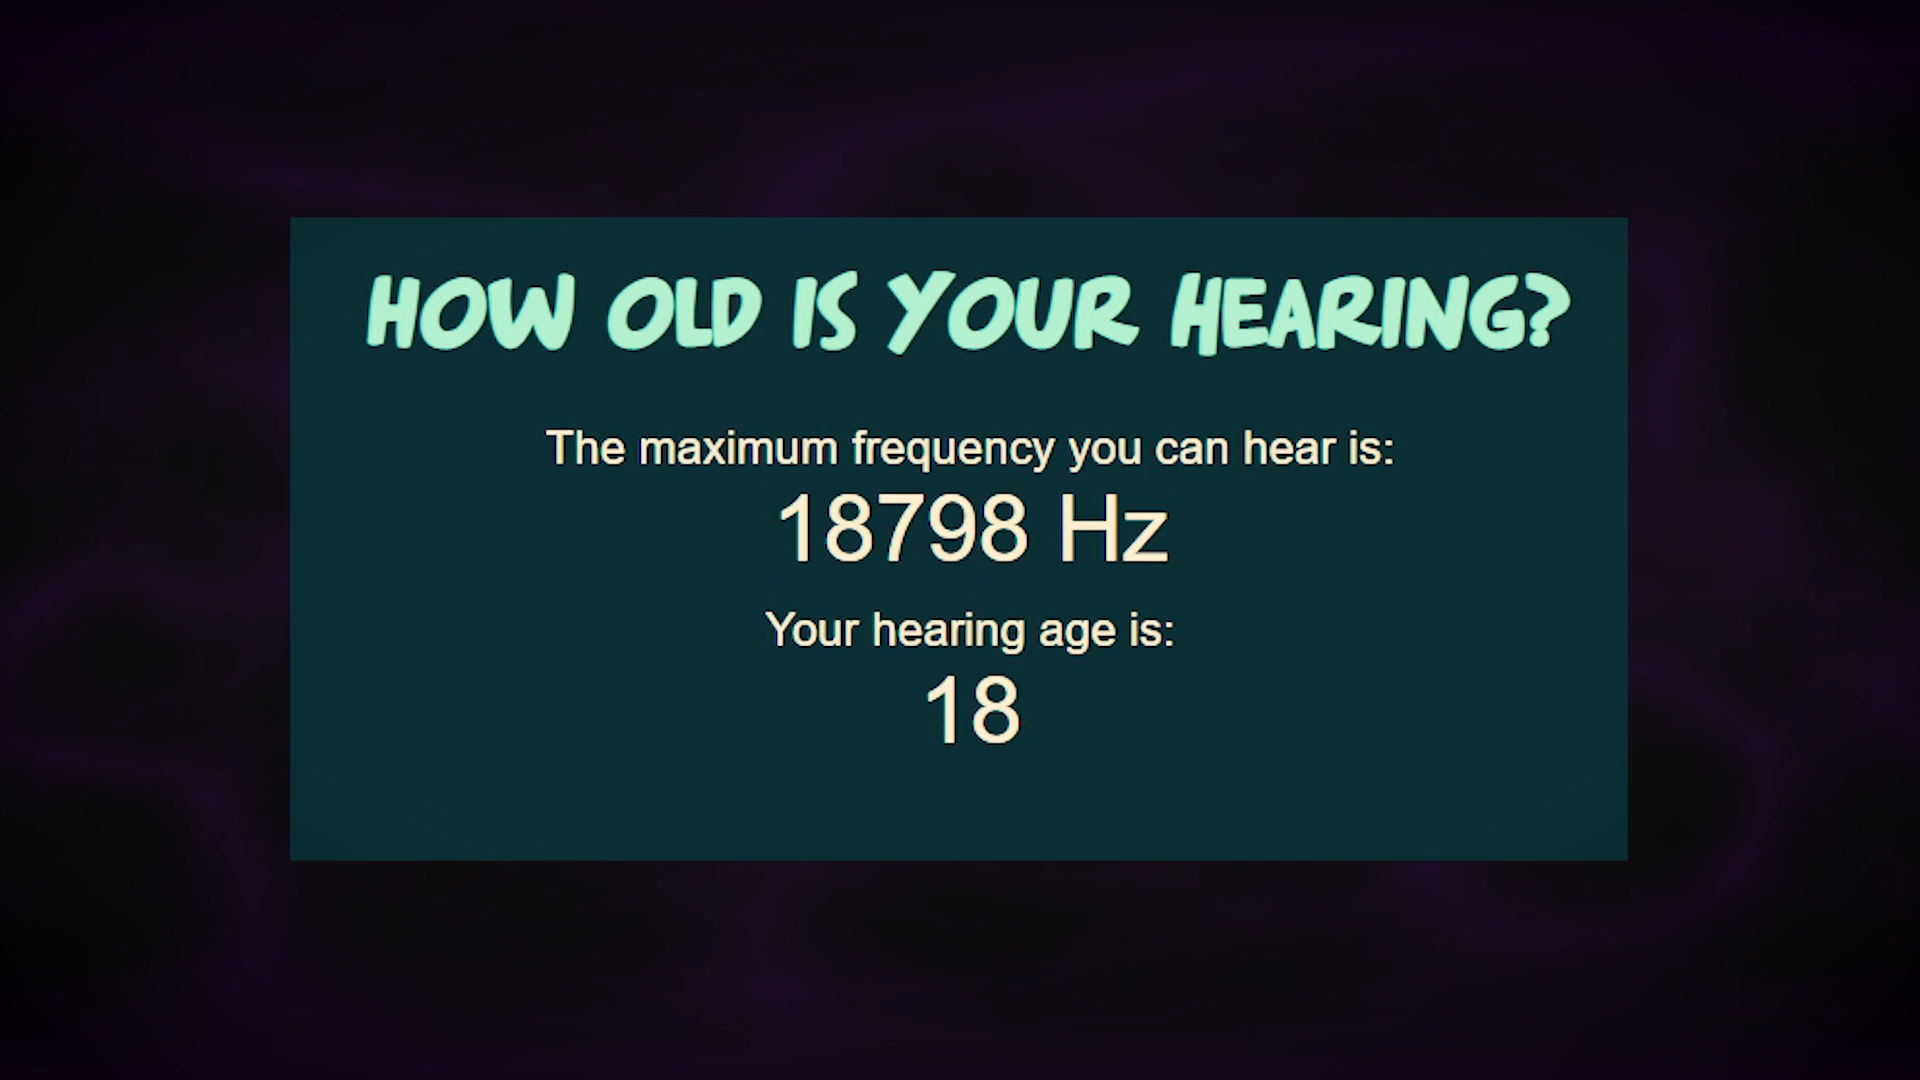 HOW OLD IS YOUR HEARING?
The maximum frequency you can hear is:
18798 Hz
Your hearing age is:
18